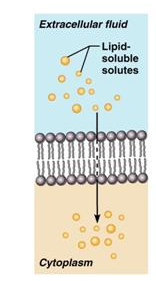 Extracellular fluid
Lipid-
soluble
solutes
Cytoplasm